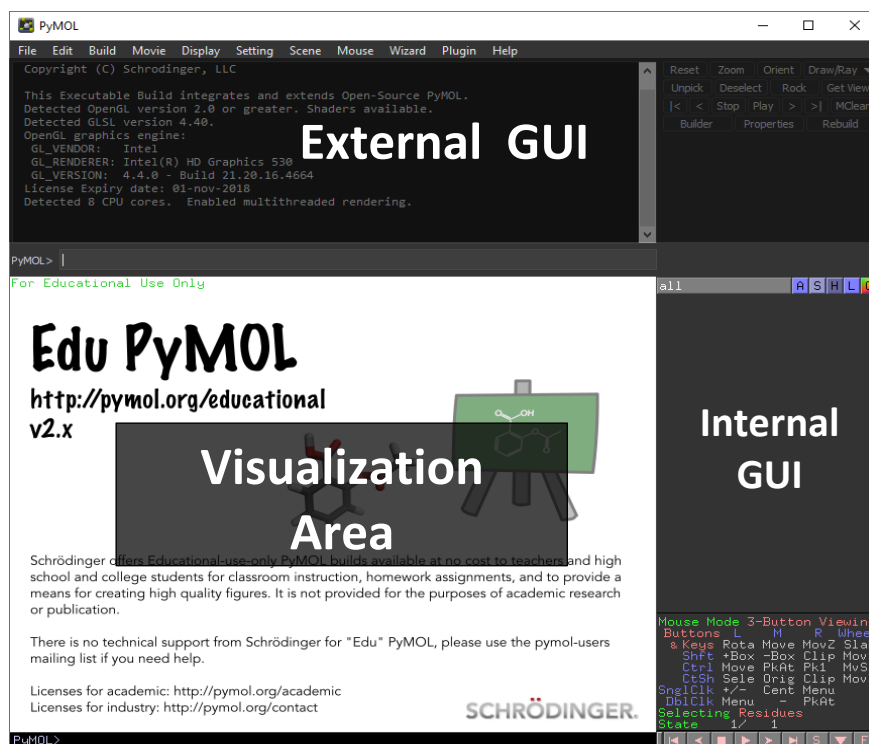 PyMOL
File Edit Build Movie Display Setting Scene Mouse Wizard Plugin Help
Copyright (C) Schrodinger, LLC
This Executable Build integrates and extends Open-Source PyMOL.
Detected OpenGL version 2.0 or greater. Shaders available.
Detected GLSL version 4.40.
OpenGL graphics engine:
GL_VENDOR: Intel
GL_RENDERER: Intel(R) HD Graphics 530
GL_VERSION: 4.4.0 - Build 21.20.16.4664
License Expiry date: 01-nov-2018
Detected 8 CPU cores. Enabled multithreaded rendering.
External GUI
Reset Zoom Orient Draw/Ray
Unpick Deselect Rock Get View
|< < Stop Play > >| MClear
Builder Properties Rebuild
PyMOL>
For Educational Use Only
all A S H L
Edu PyMOL
http://pymol.org/educational
v2.x
OH
O
O
O
Visualization
Area
Internal
GUI
Schrödinger offers Educational-use-only PyMOL builds available at no cost to teachers and high
school and college students for classroom instruction, homework assignments, and to provide a
means for creating high quality figures. It is not provided for the purposes of academic research
or publication.
There is no technical support from Schrödinger for "Edu" PyMOL, please use the pymol-users
mailing list if you need help.
Licenses for academic: http://pymol.org/academic
Licenses for industry: http://pymol.org/contact
SCHRÖDINGER.
Mouse Mode 3-Button Viewin
Buttons L M R Whee
& Keys Rota Move MovZ Sla
Shft +Box -Box Clip Mov
Ctrl Move PkAt Pk1 MvS
CtSh Sele Orig Clip Mov
SnglClk +/- Cent Menu
DblClk Menu - PkAt
Selecting Residues
State 1/ 1
PyMOL>
S F